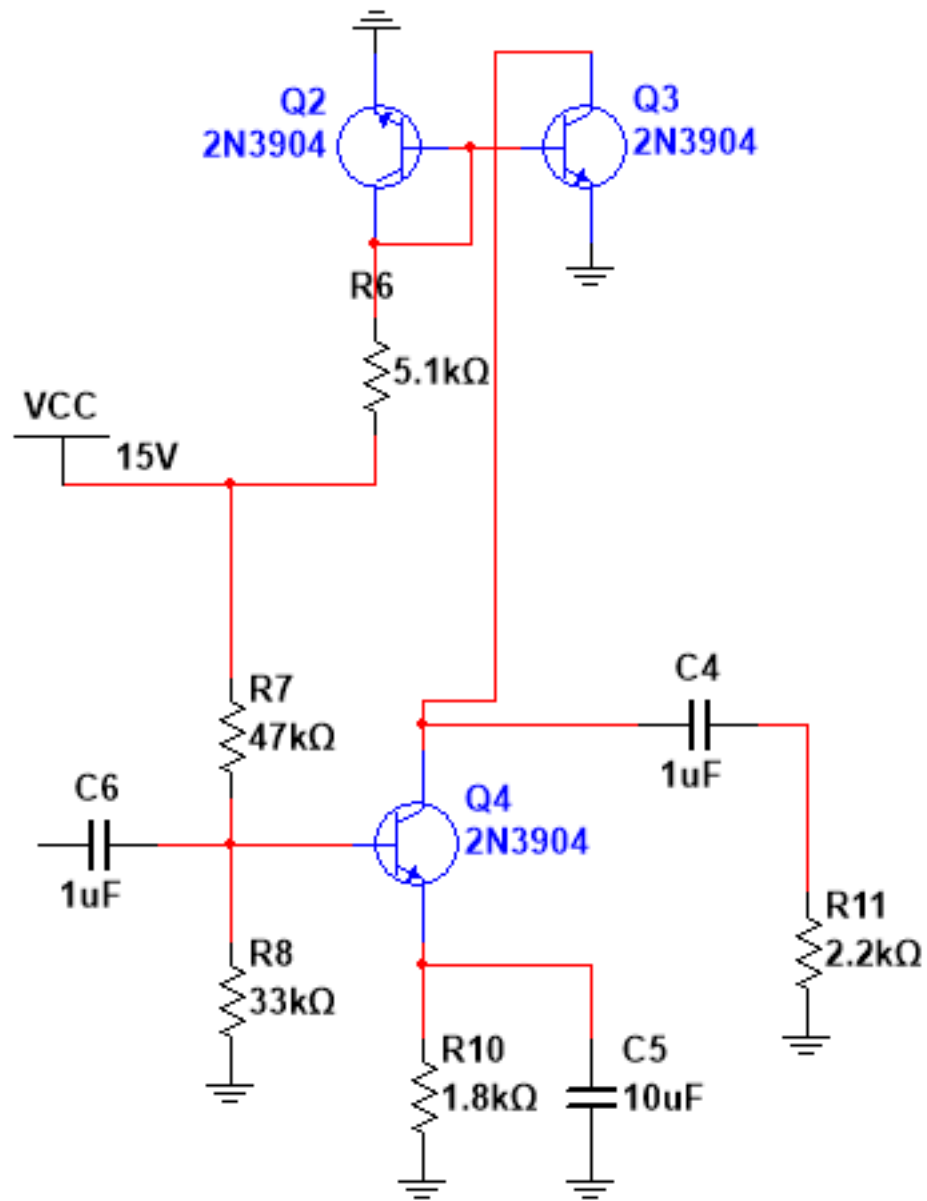 Q2
2N3904
Q3
2N3904
R6
5.1kΩ
VCC
15V
R7
47kΩ
C4
1uF
C6
1uF
Q4
2N3904
R8
33kΩ
R11
2.2kΩ
R10
1.8kΩ
C5
10uF